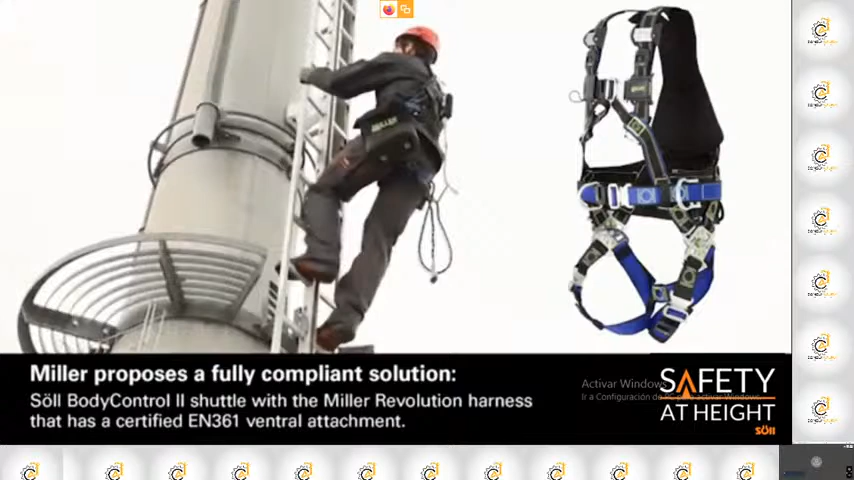 MILLER
Miller proposes a fully compliant solution:
Söll BodyControl II shuttle with the Miller Revolution harness
that has a certified EN361 ventral attachment.
Activar Windows
Ir a Configuración de PC para activar Windows.
SAFETY
AT HEIGHT
söll